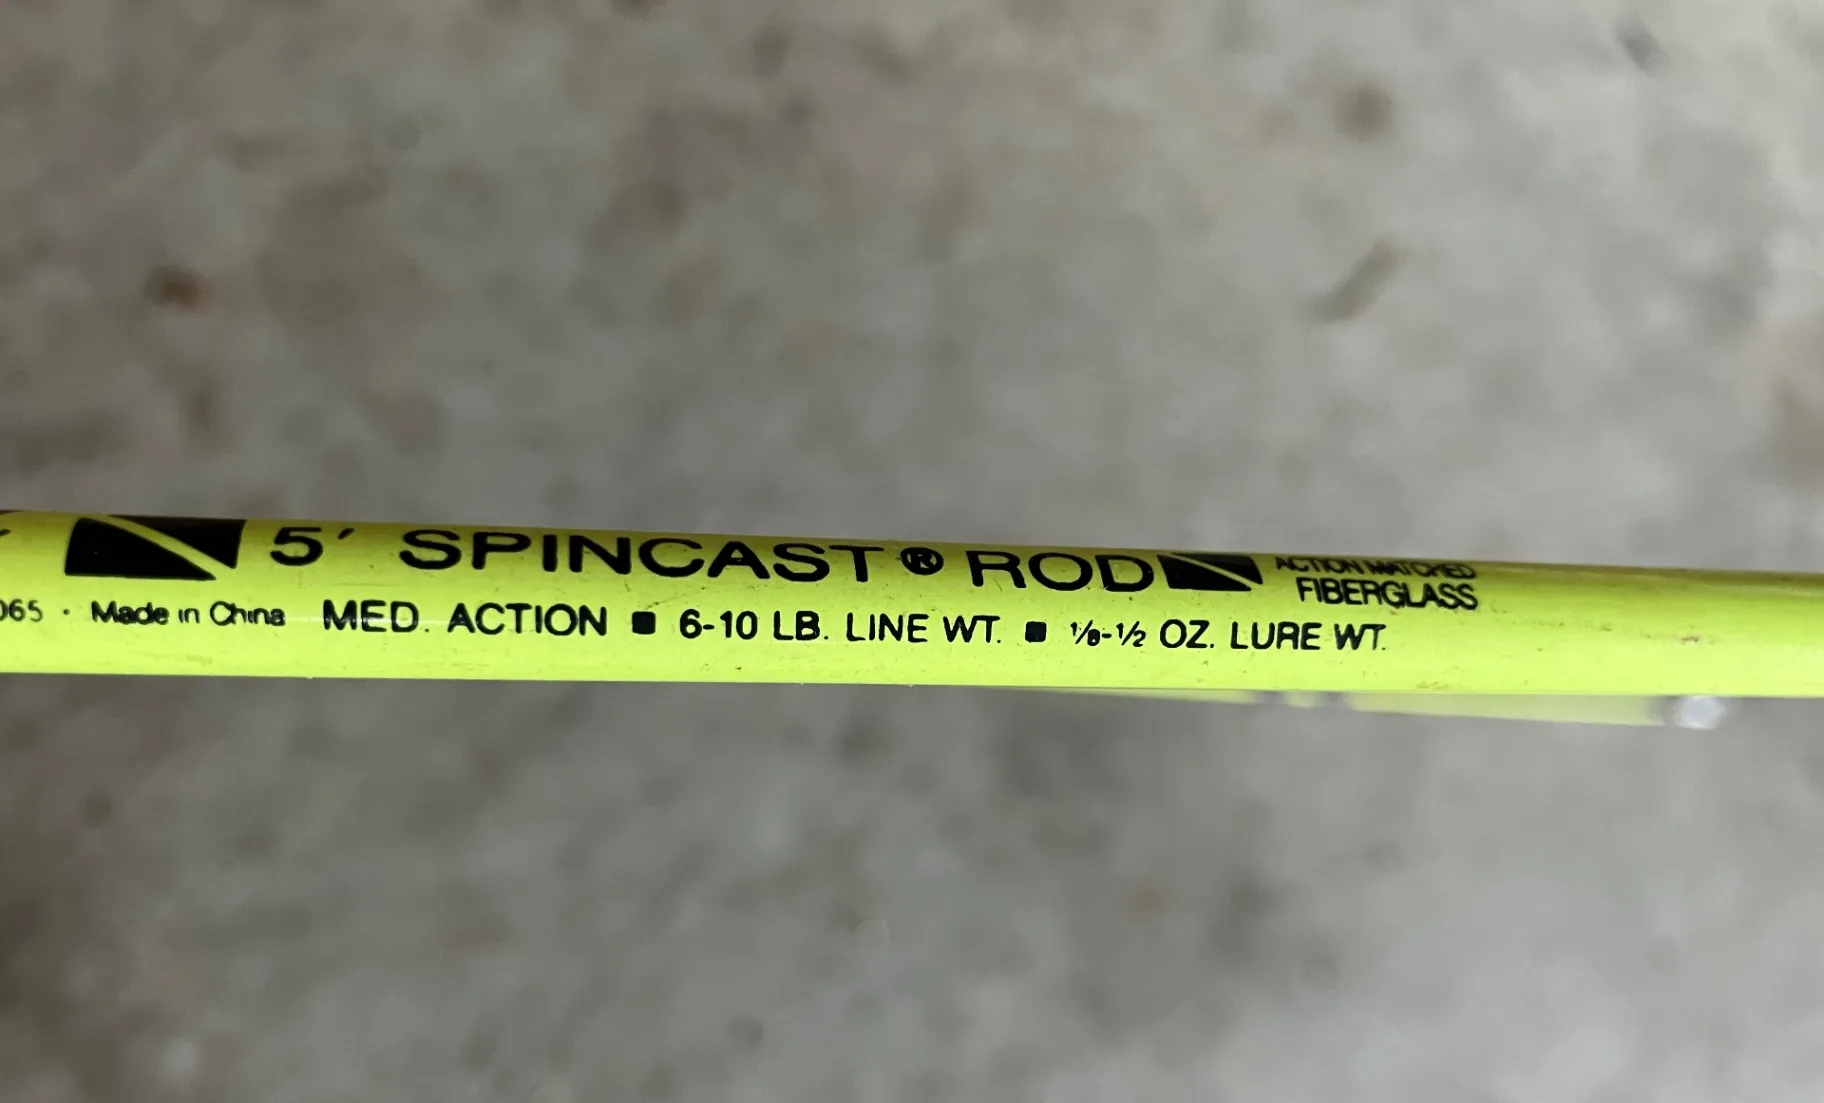 5' SPINCAST® ROD
ACTION MATCHED
FIBERGLASS
065 · Made in China MED. ACTION ■ 6-10 LB. LINE WT. ■ 1/8-1/2 OZ. LURE WT.